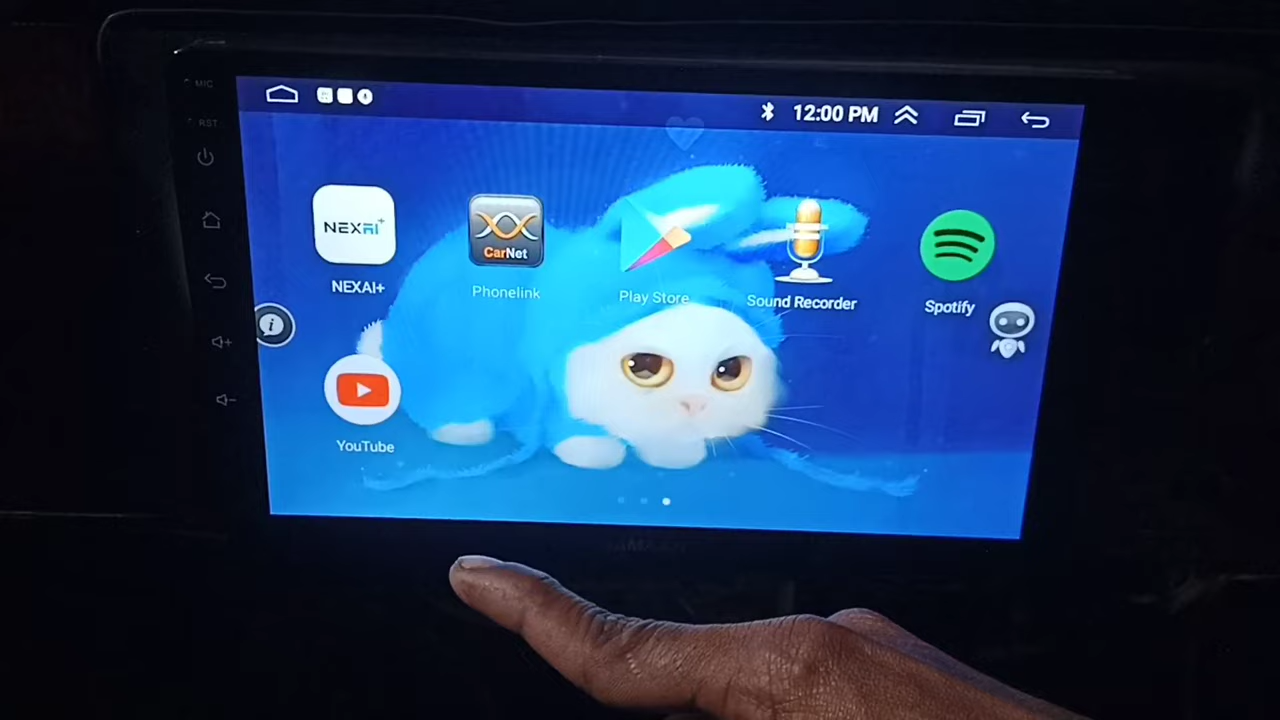 MIC
RST
12:00 PM
NEXAI+
CarNet
NEXAI+
Phonelink
Play Store
Sound Recorder
Spotify
YouTube